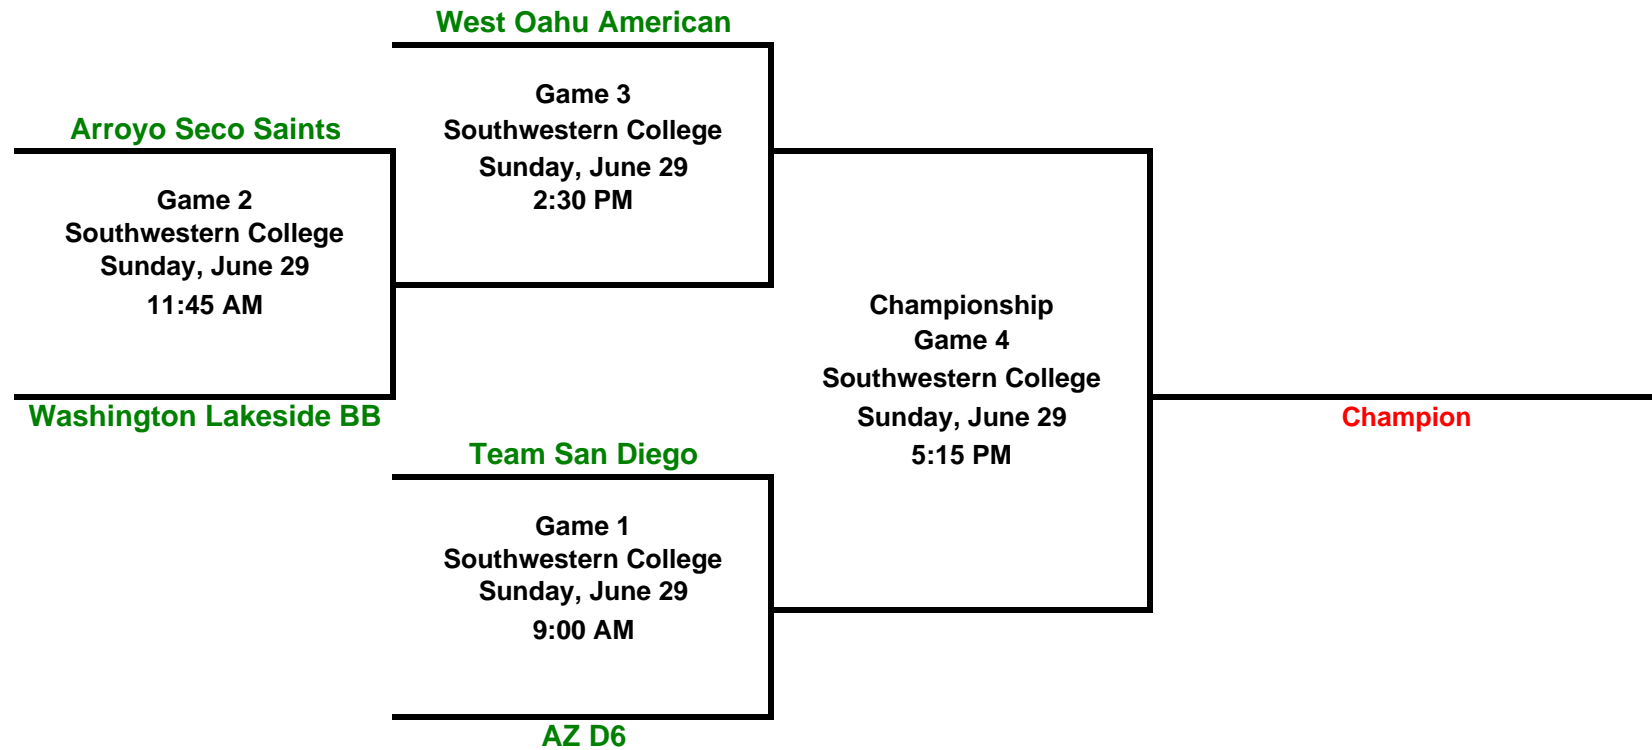 West Oahu American
Game 3
Southwestern College
Sunday, June 29
2:30 PM
Arroyo Seco Saints
Game 2
Southwestern College
Sunday, June 29
11:45 AM
Washington Lakeside BB
Championship
Game 4
Southwestern College
Sunday, June 29
5:15 PM
Champion
Team San Diego
Game 1
Southwestern College
Sunday, June 29
9:00 AM
AZ D6